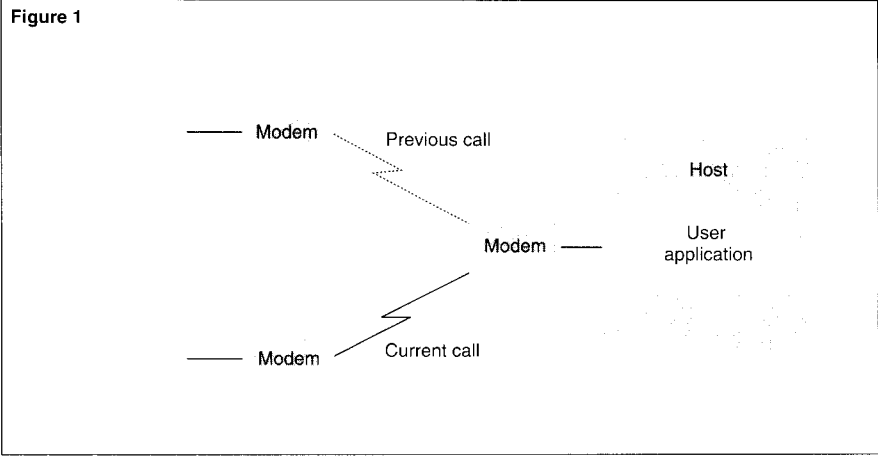 Figure 1
Modem
Previous call
Host
Modem
User
application
Modem
Current call